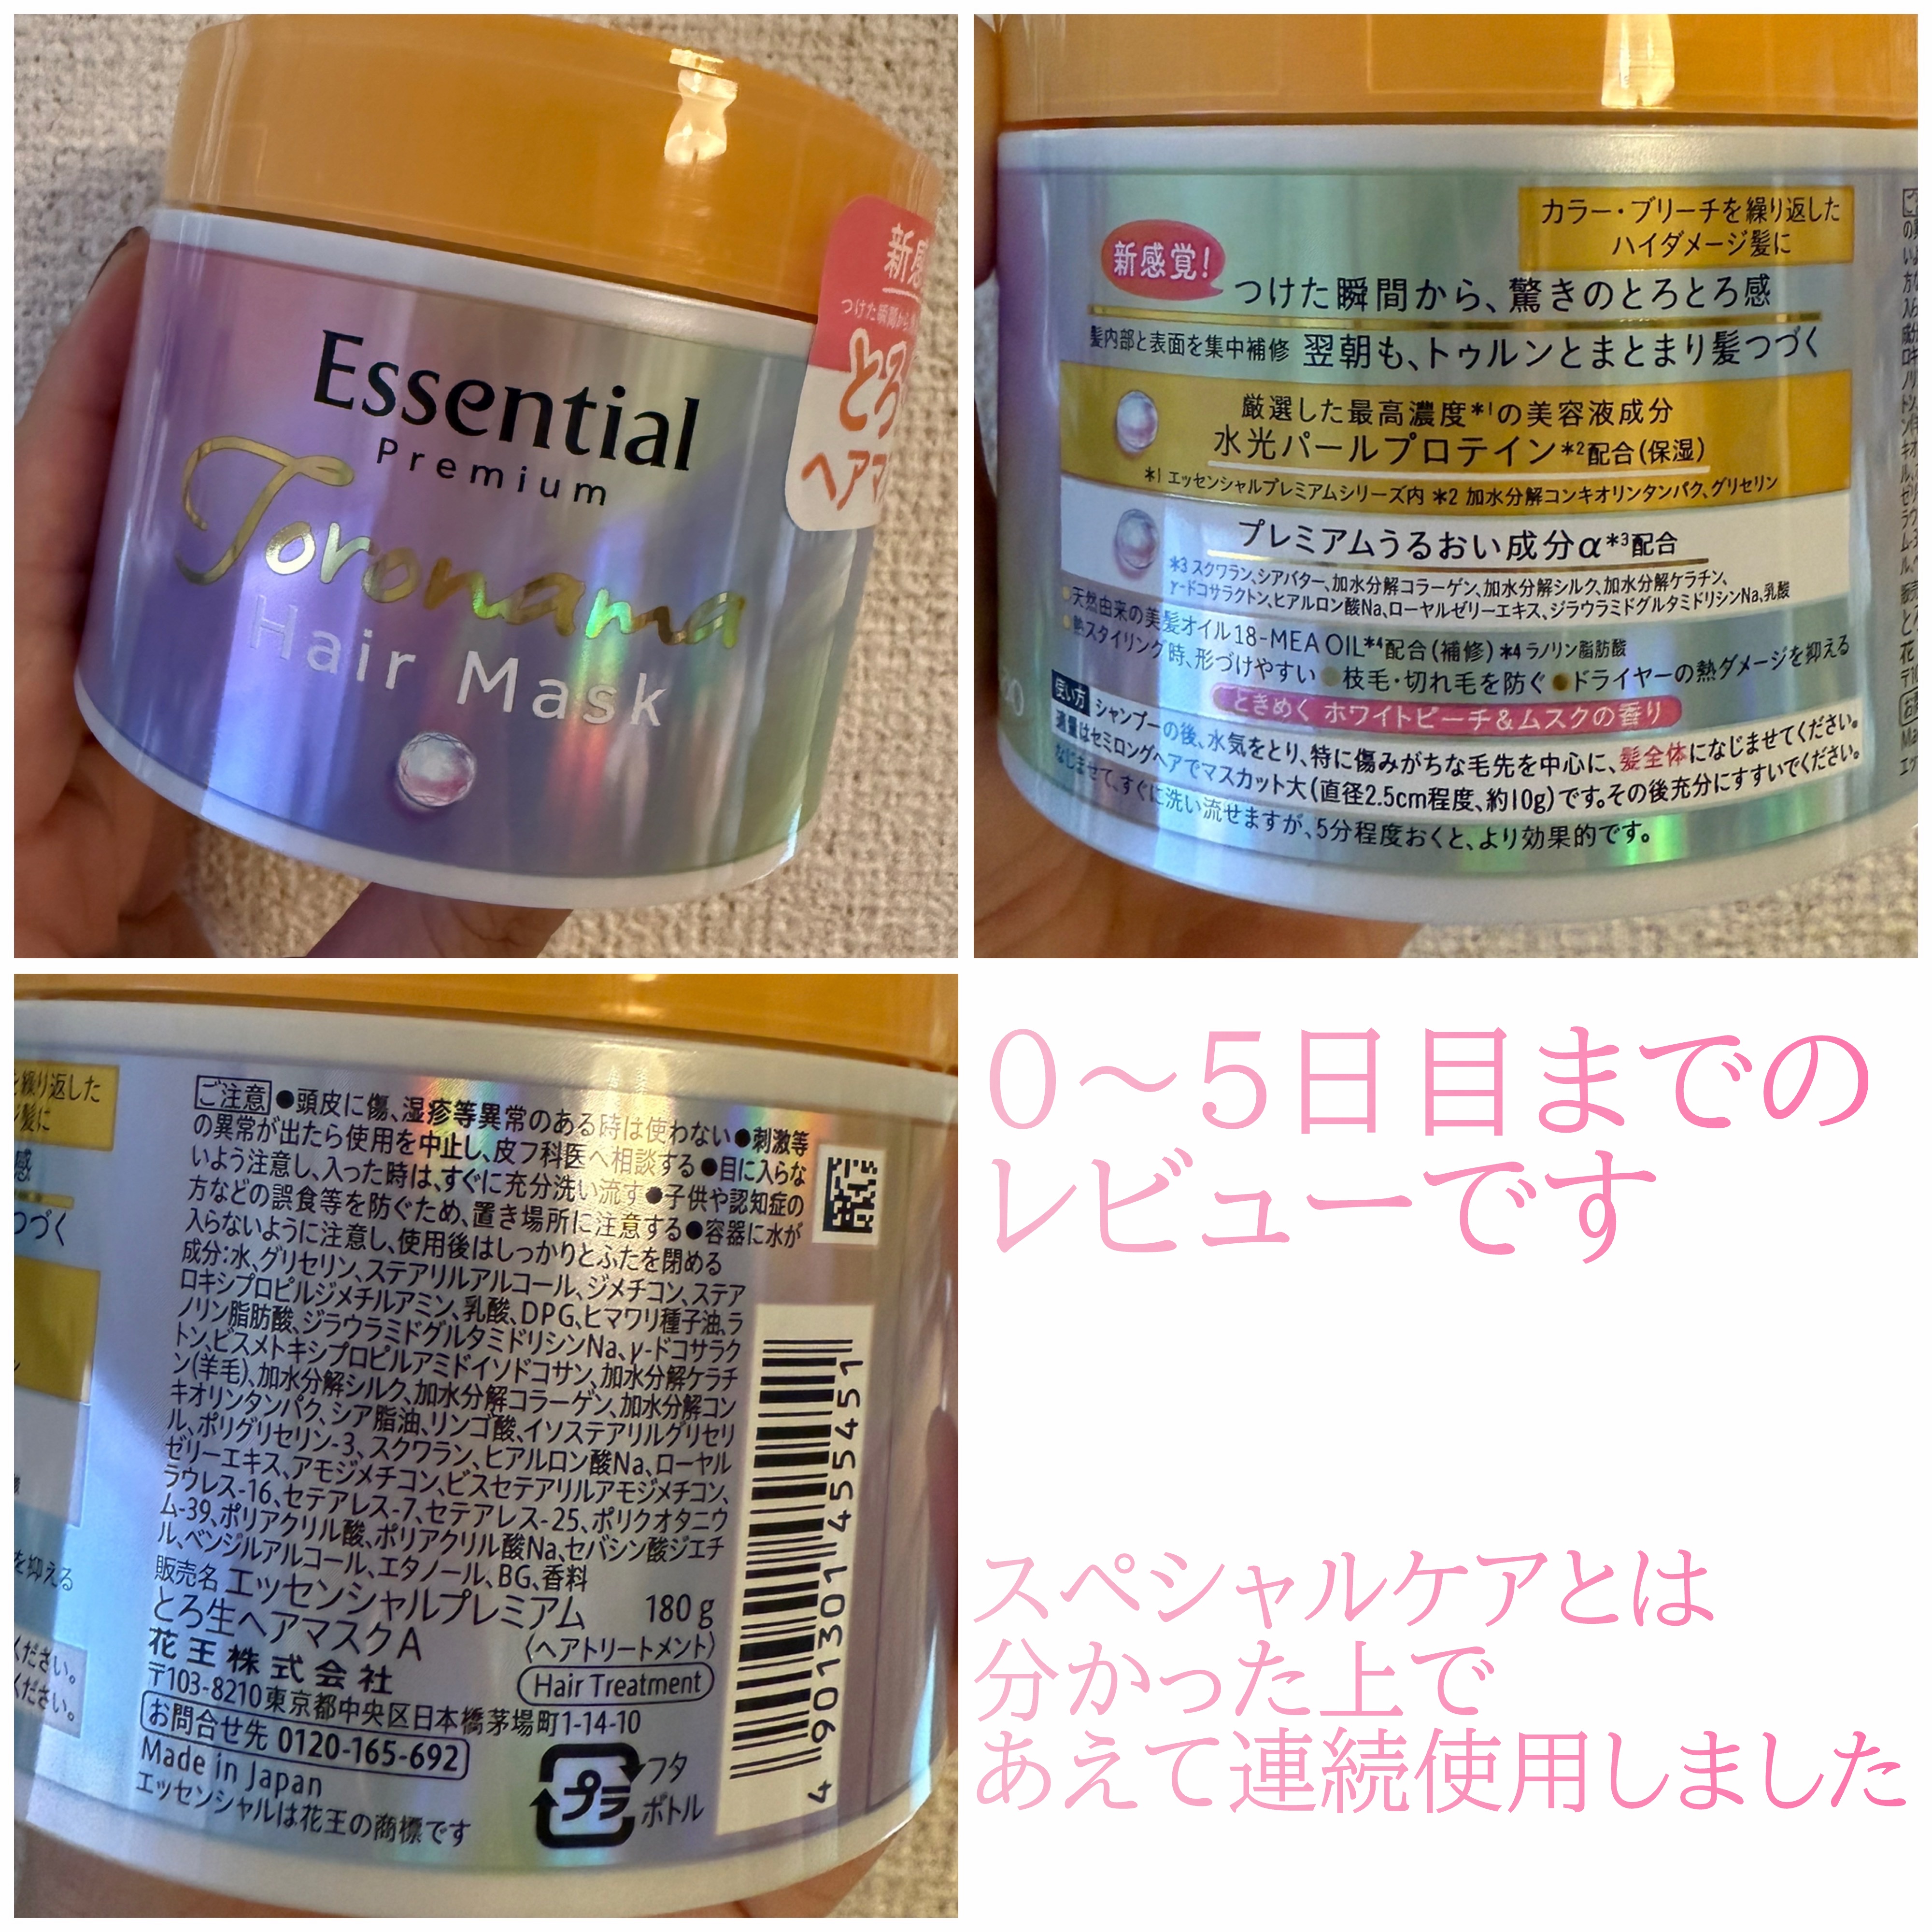 Essential
Premium
Toronama
Hair Mask
新感
つけた瞬間から
とろ
ヘアマ
カラー・ブリーチを繰り返した
ハイダメージ髪に
新感覚!
つけた瞬間から、驚きのとろとろ感
髪内部と表面を集中補修 翌朝も、トゥルンとまとまり髪つづく
厳選した最高濃度*1の美容液成分
水光パールプロテイン*2配合(保湿)
*1 エッセンシャルプレミアムシリーズ内 *2 加水分解コンキオリンタンパク、グリセリン
プレミアムうるおい成分α*3配合
*3 スクワラン、シアバター、加水分解コラーゲン、加水分解シルク、加水分解ケラチン、
γ-ドコサラクトン、ヒアルロン酸Na、ローヤルゼリーエキス、ジラウラミドグルタミドリシンNa、乳酸
●天然由来の美髪オイル18-MEA OIL*4配合(補修) *4 ラノリン脂肪酸
●熱スタイリング時、形づけやすい ●枝毛・切れ毛を防ぐ ●ドライヤーの熱ダメージを抑える
ときめく ホワイトピーチ&ムスクの香り
使い方 シャンプーの後、水気をとり、特に傷みがちな毛先を中心に、髪全体になじませてください。
適量はセミロングヘアでマスカット大(直径2.5cm程度、約10g)です。その後充分にすすいでください。
なじませて、すぐに洗い流せますが、5分程度おくと、より効果的です。
を繰り返した
髪に
感
つづく
を抑える
ください。
ください。
ご注意 ●頭皮に傷、湿疹等異常のある時は使わない●刺激等
の異常が出たら使用を中止し、皮フ科医へ相談する●目に入らな
いよう注意し、入った時は、すぐに充分洗い流す●子供や認知症の
方などの誤食等を防ぐため、置き場所に注意する●容器に水が
入らないように注意し、使用後はしっかりとふたを閉める
成分:水、グリセリン、ステアリルアルコール、ジメチコン、ステア
ロキシプロピルジメチルアミン、乳酸、DPG、ヒマワリ種子油、ラ
ノリン脂肪酸、ジラウラミドグルタミドリシンNa、γ-ドコサラク
トン、ビスメトキシプロピルアミドイソドコサン、加水分解ケラチ
ン(羊毛)、加水分解シルク、加水分解コラーゲン、加水分解コン
キオリンタンパク、シア脂油、リンゴ酸、イソステアリルグリセリ
ル、ポリグリセリン-3、スクワラン、ヒアルロン酸Na、ローヤル
ゼリーエキス、アモジメチコン、ビスセテアリルアモジメチコン、
ラウレス-16、セテアレス-7、セテアレス-25、ポリクオタニウ
ム-39、ポリアクリル酸、ポリアクリル酸Na、セバシン酸ジエチ
ル、ベンジルアルコール、エタノール、BG、香料
販売名 エッセンシャルプレミアム
とろ生ヘアマスクA
180g
〈ヘアトリートメント〉
Hair Treatment
花王株式会社
〒103-8210東京都中央区日本橋茅場町1-14-10
お問合せ先 0120-165-692
Made in Japan
エッセンシャルは花王の商標です
プラ
フタ
ボトル
4 901301 455451
0〜5日目までの
レビューです
スペシャルケアとは
分かった上で
あえて連続使用しました